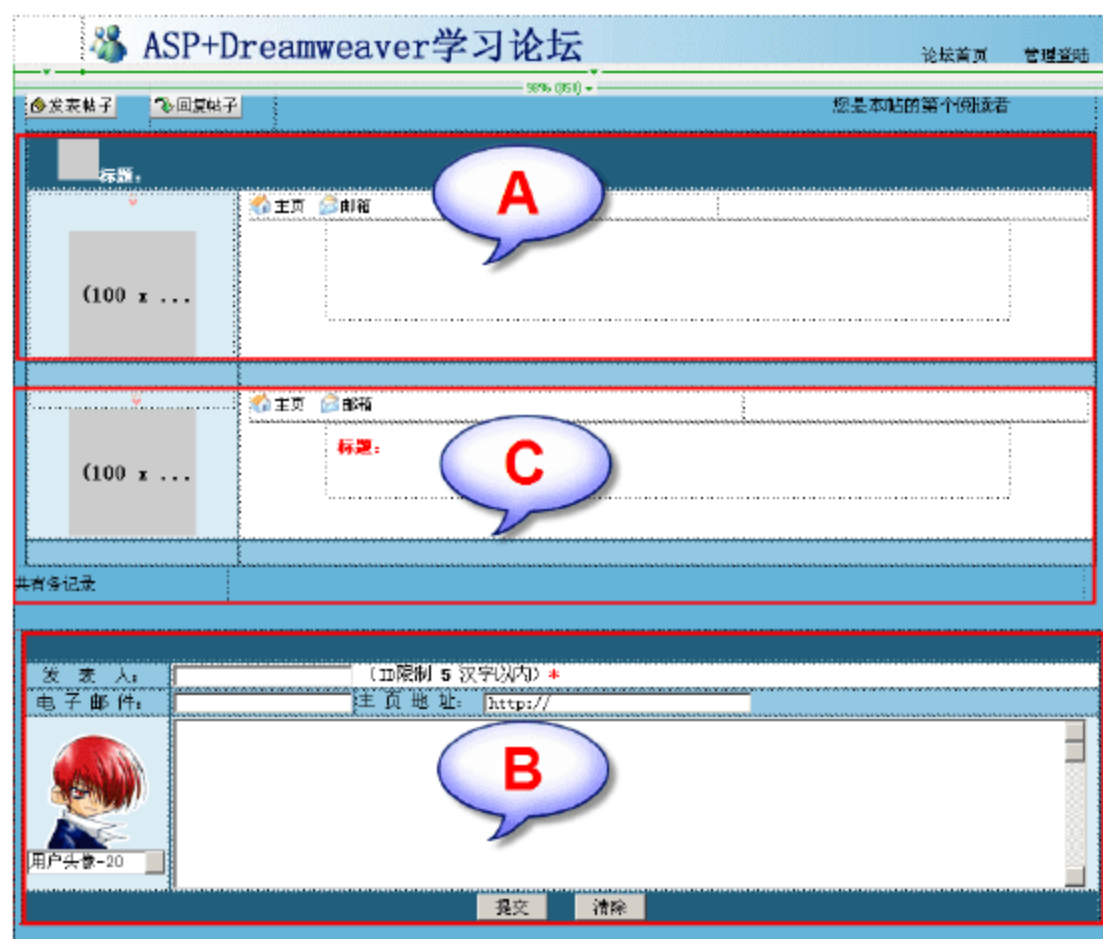 ASP+Dreamweaver学习论坛
论坛首页 管理登陆
98% (850)
发表帖子 回复帖子 您是本帖的第个阅读者
标题:
A
主页 邮箱
(100 x ...
主页 邮箱
标题:
C
(100 x ...
共有条记录
发 表 人: (ID限制 5 汉字以内) *
电 子 邮 件: 主 页 地 址: http://
B
用户头像-20
提交 清除